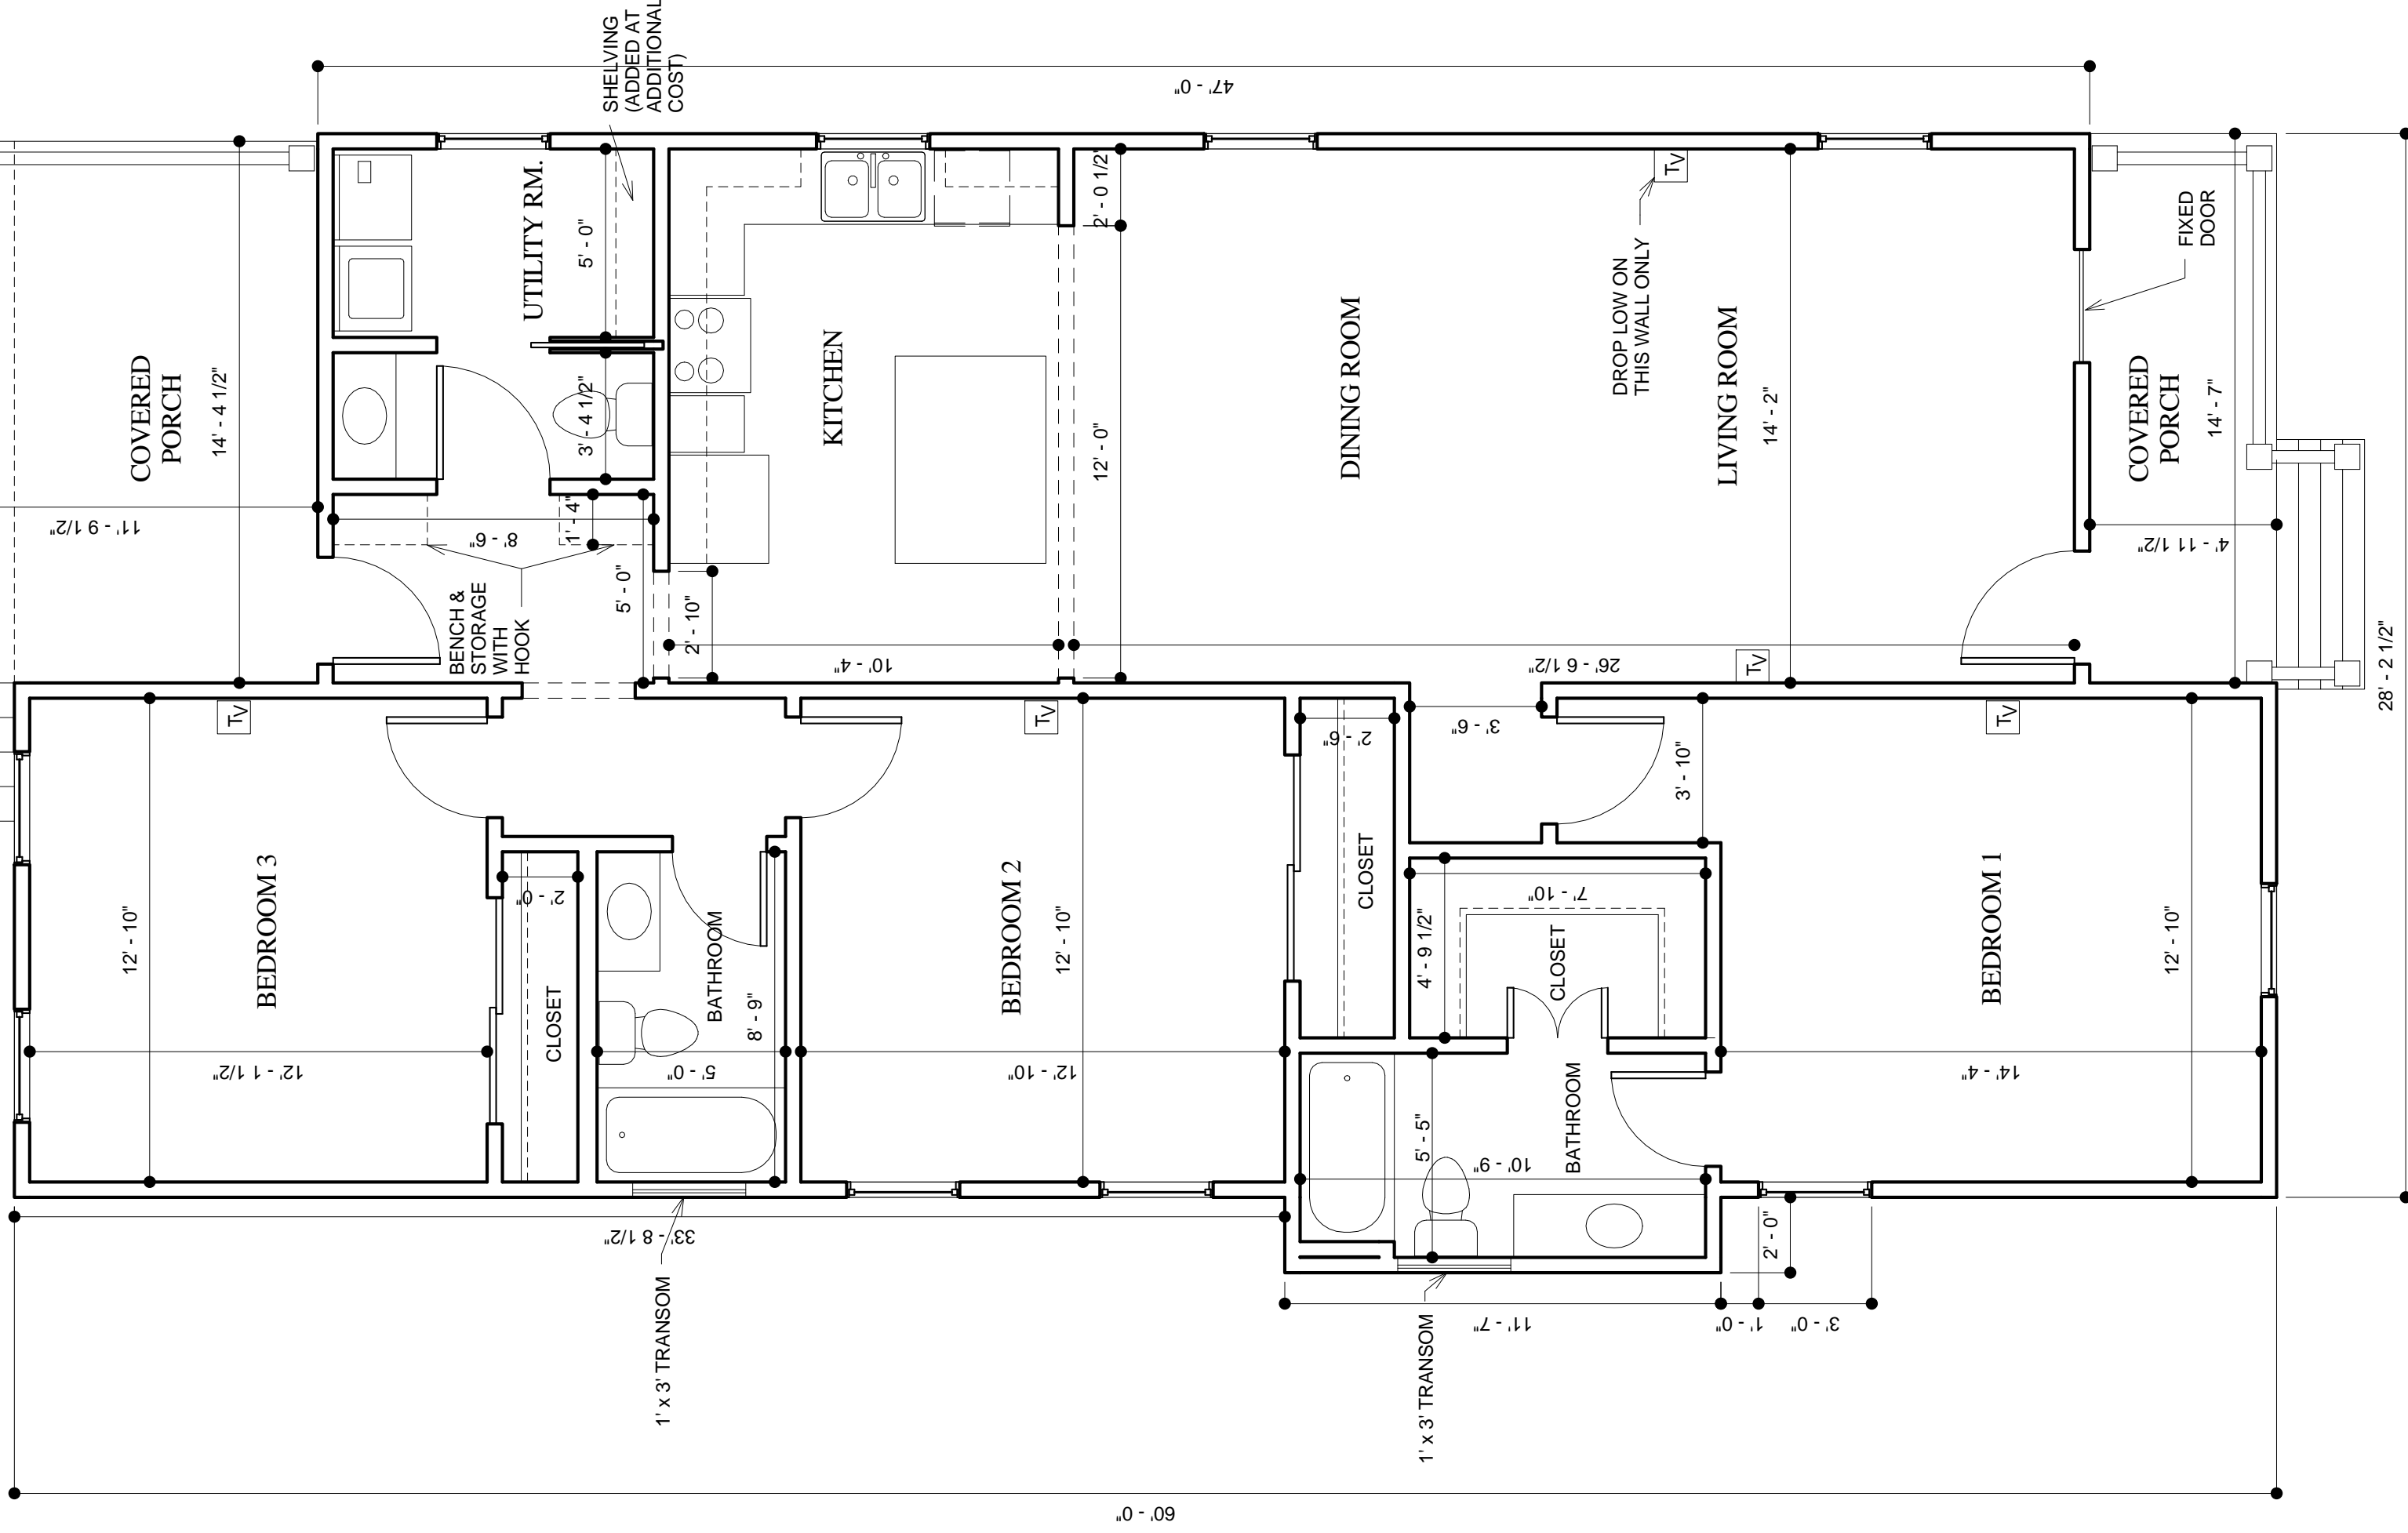 COVERED
PORCH
14' - 4 1/2"
11' - 9 1/2"
SHELVING
(ADDED AT
ADDITIONAL
COST)
47' - 0"
UTILITY RM.
5' - 0"
3' - 4 1/2"
1' - 4"
8' - 6"
BENCH &
STORAGE
WITH
HOOK
5' - 0"
2' - 10"
KITCHEN
10' - 4"
2' - 0 1/2"
12' - 0"
DINING ROOM
26' - 6 1/2"
DROP LOW ON
THIS WALL ONLY
TV
LIVING ROOM
14' - 2"
TV
FIXED
DOOR
COVERED
PORCH
14' - 7"
4' - 11 1/2"
28' - 2 1/2"
BEDROOM 3
12' - 10"
12' - 1 1/2"
TV
2' - 0"
CLOSET
BATHROOM
8' - 9"
5' - 0"
BEDROOM 2
12' - 10"
12' - 10"
TV
2' - 6"
CLOSET
3' - 6"
3' - 10"
7' - 10"
4' - 9 1/2"
CLOSET
BATHROOM
5' - 5"
10' - 9"
BEDROOM 1
12' - 10"
14' - 4"
TV
33' - 8 1/2"
1' x 3' TRANSOM
1' x 3' TRANSOM
11' - 7"
1' - 0"
3' - 0"
2' - 0"
60' - 0"